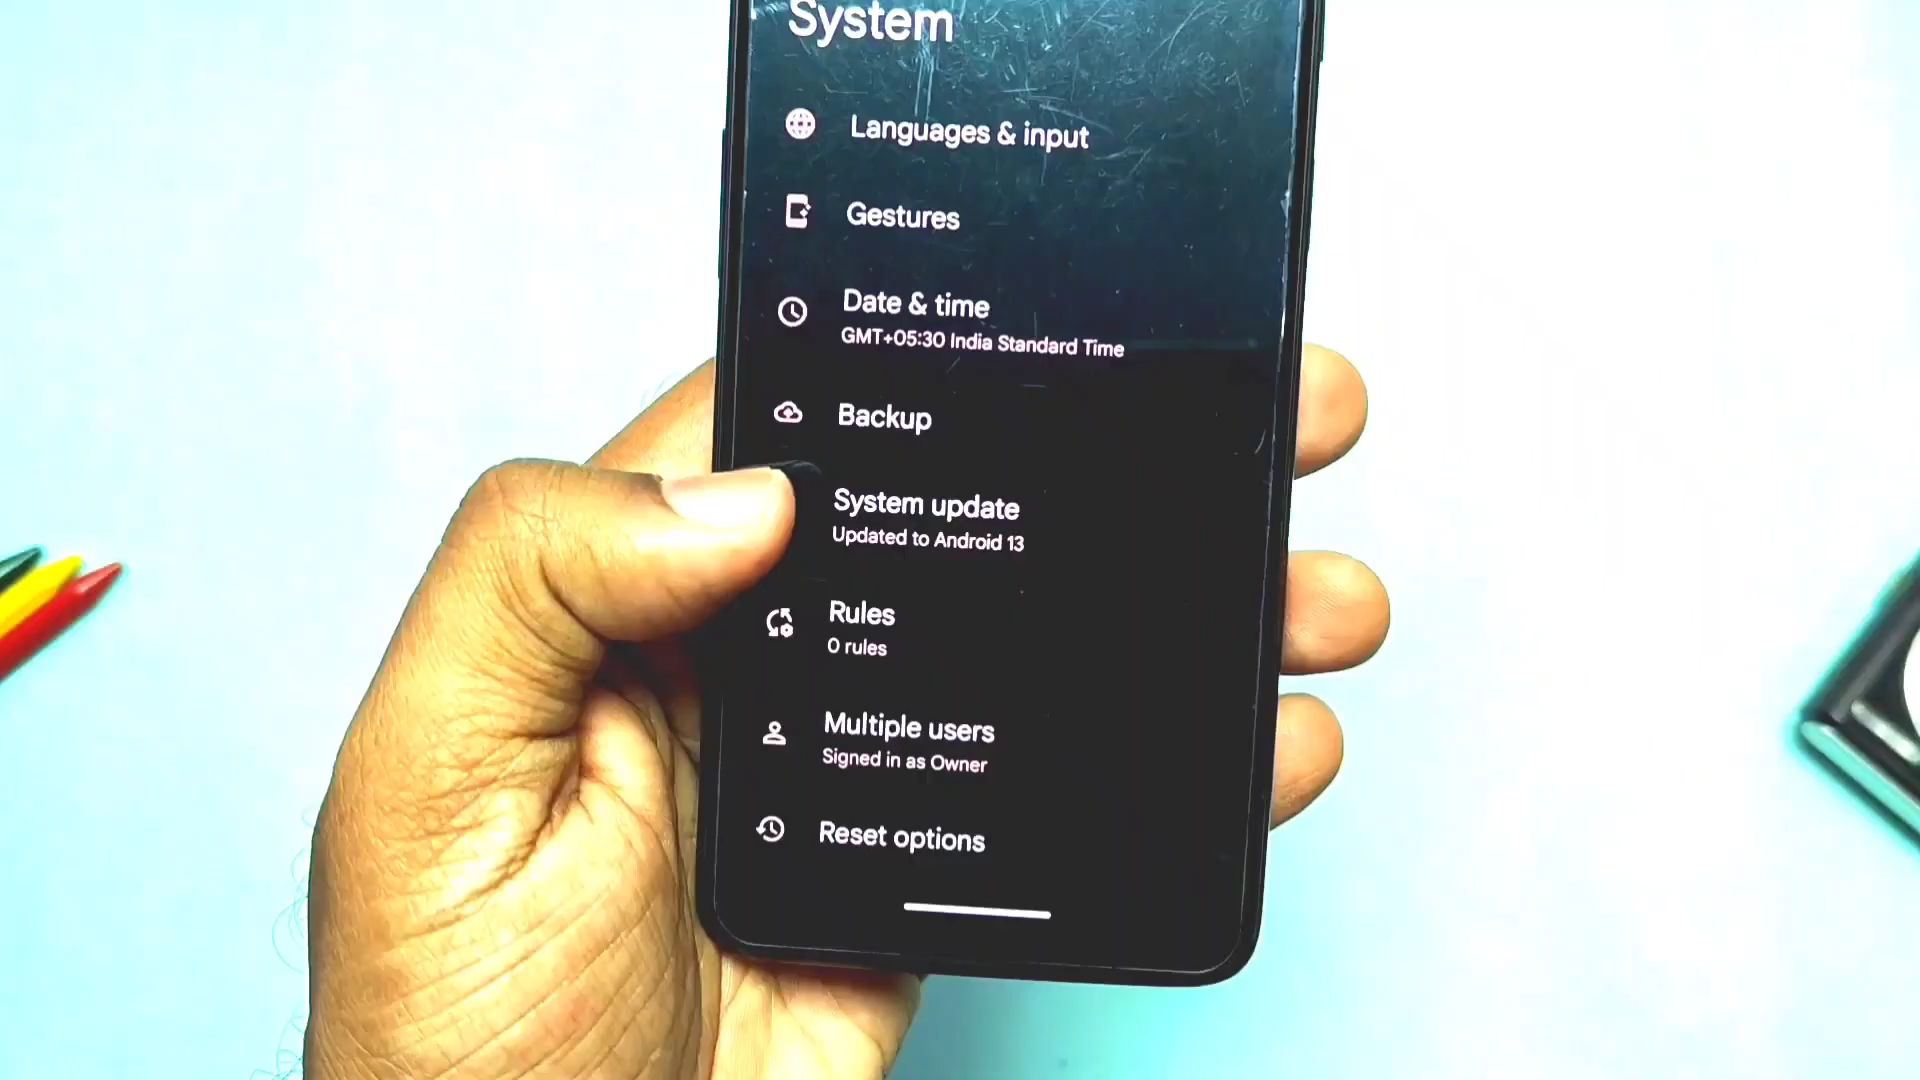 System
Languages & input
Gestures
Date & time
GMT+05:30 India Standard Time
Backup
System update
Updated to Android 13
Rules
0 rules
Multiple users
Signed in as Owner
Reset options